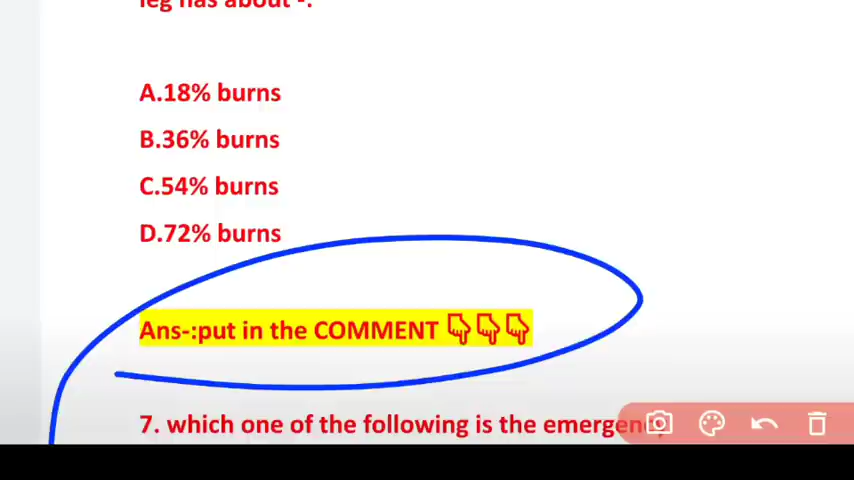 leg has about -:
A.18% burns
B.36% burns
C.54% burns
D.72% burns
Ans-:put in the COMMENT 👇👇👇
7. which one of the following is the emergency